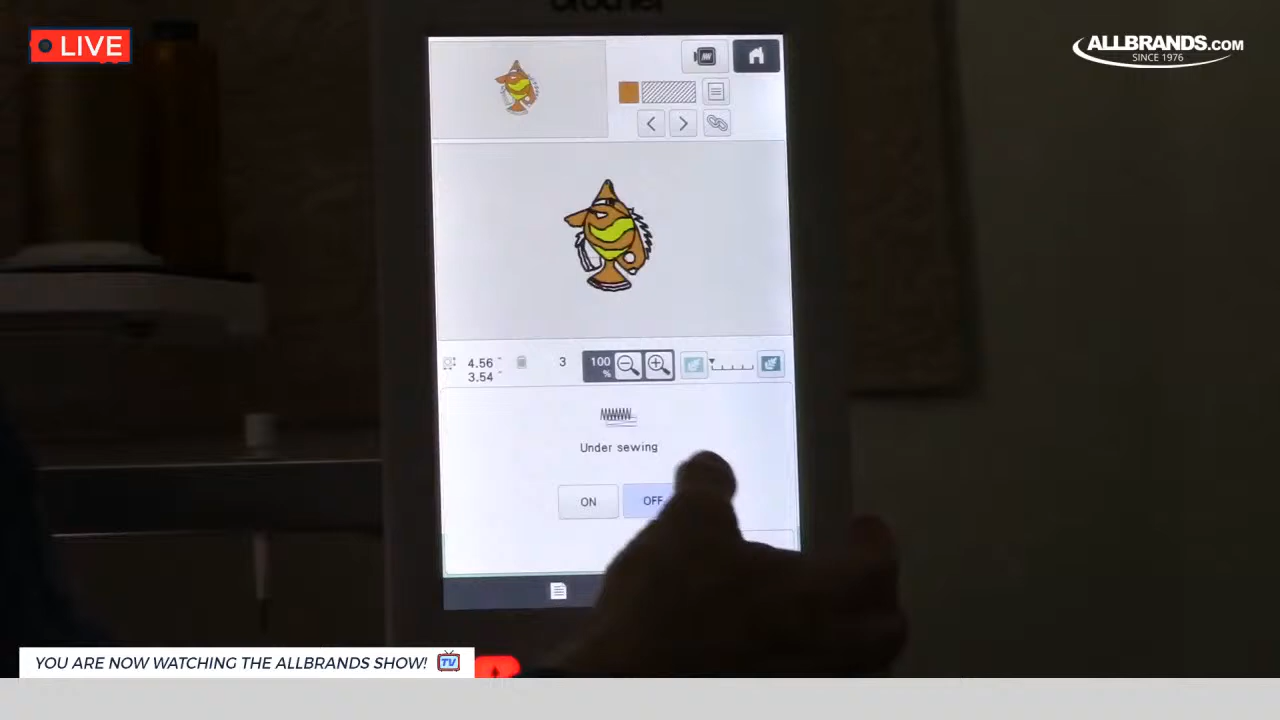 LIVE
brother
ALLBRANDS.COM
SINCE 1976
4.56 "
3.54 "
3
100
%
Under sewing
ON
OFF
YOU ARE NOW WATCHING THE ALLBRANDS SHOW!
TV